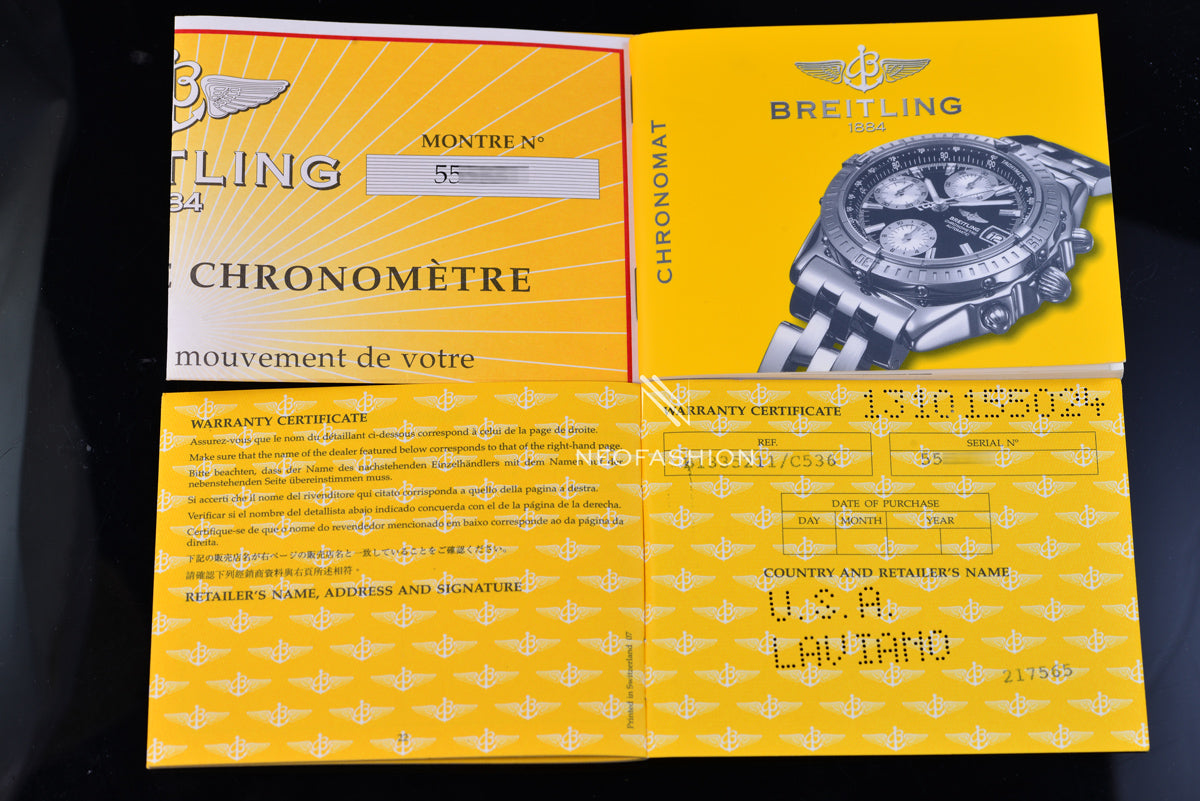 BREITLING
1884
CHRONOMAT
BREITLING
CHRONOMETRE
AUTOMATIC
TLING
84
MONTRE N°
55
CHRONOMÈTRE
mouvement de votre
WARRANTY CERTIFICATE
Assurez-vous que le nom du détaillant ci-dessous correspond à celui de la page de droite.
Make sure that the name of the dealer featured below corresponds to that of the right-hand page.
Bitte beachten, dass der Name des nachstehenden Einzelhändlers mit dem Namen auf der
nebenstehenden Seite übereinstimmen muss.
Si accerti che il nome del rivenditore qui citato corrisponda a quello della pagina a destra.
Verificar si el nombre del detallista abajo indicado concuerda con el de la página de la derecha.
Certifique-se de que o nome do revendedor mencionado em baixo corresponde ao da página da
direita.
下記の販売店名が右ページの販売店名と一致していることをご確認ください。
請確認下列經銷商資料與右頁所述相符。
RETAILER'S NAME, ADDRESS AND SIGNATURE
Printed in Switzerland 07
22
WARRANTY CERTIFICATE
1310195024
REF.
SERIAL N°
/C536
55
NEOFASHION
DATE OF PURCHASE
DAY MONTH YEAR
COUNTRY AND RETAILER'S NAME
U.S.A.
LAVIANO
217565